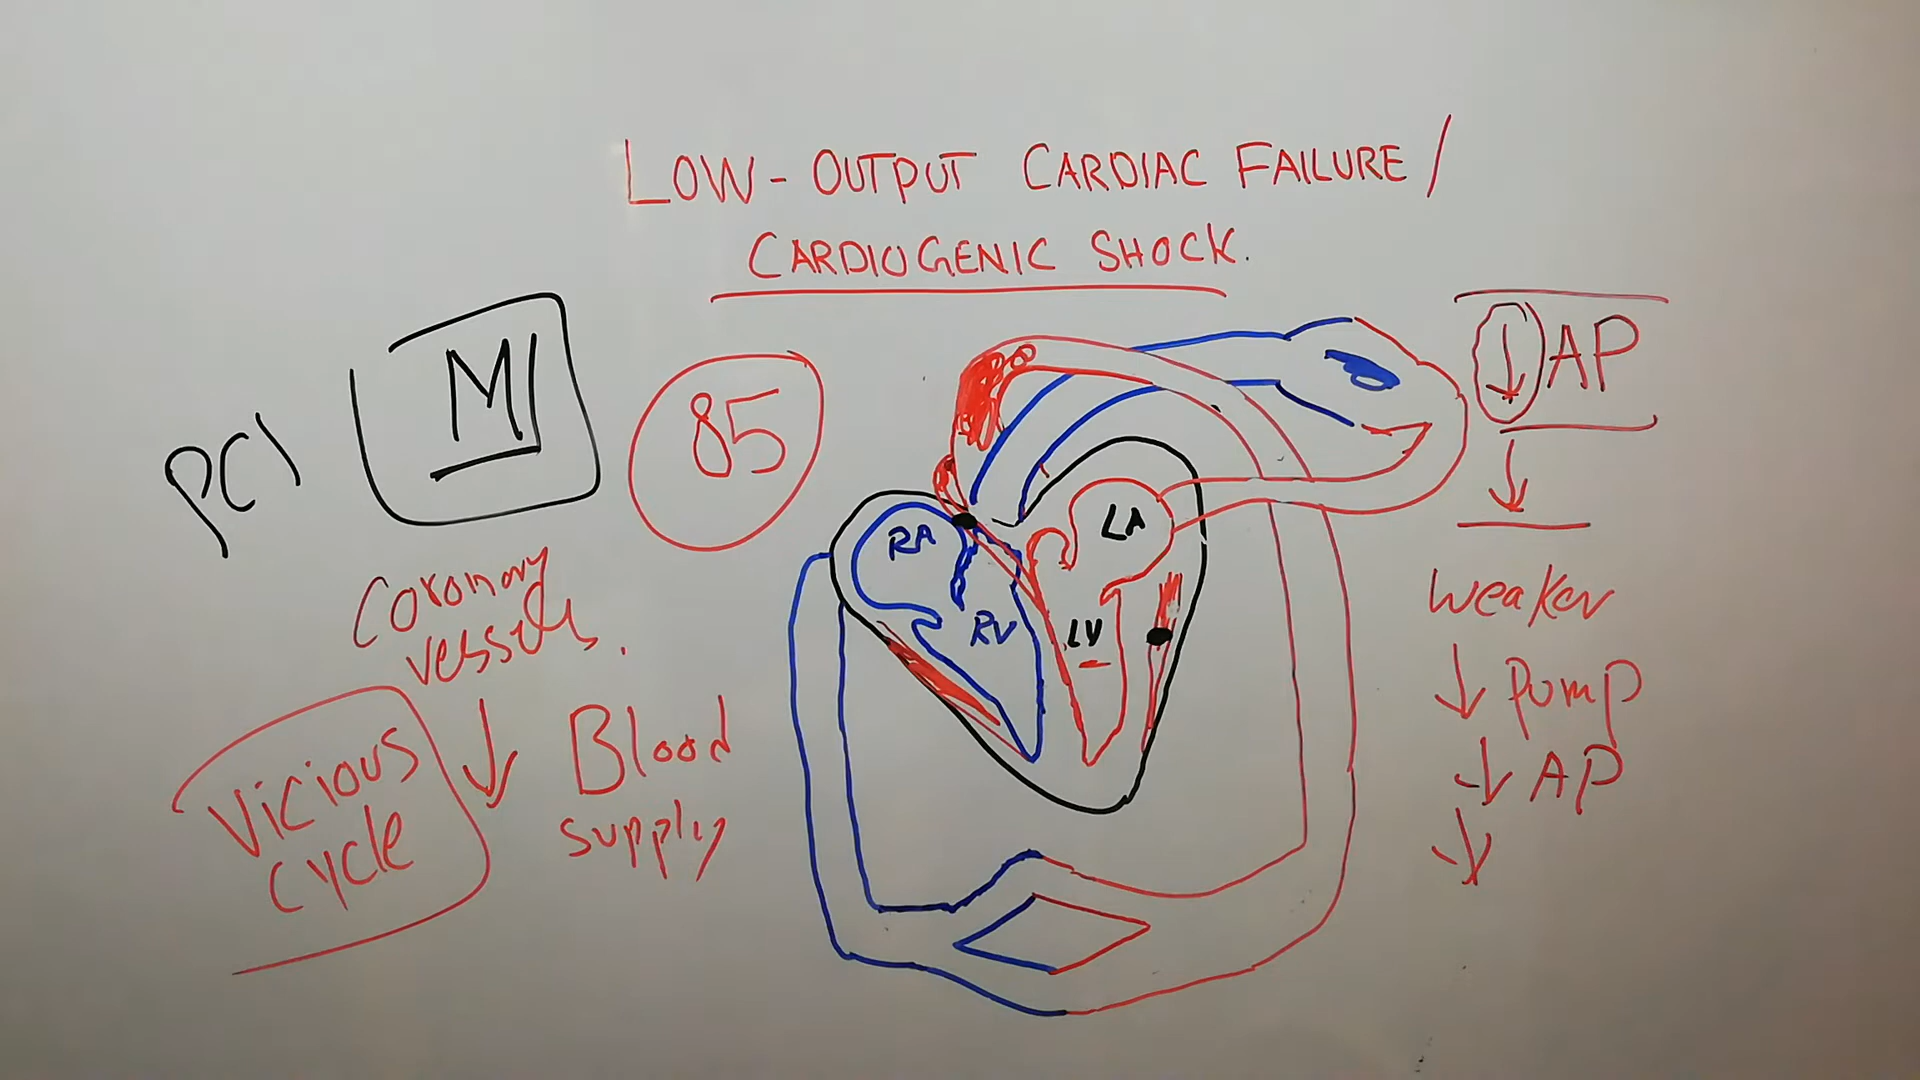 LOW-OUTPUT CARDIAC FAILURE/
CARDIOGENIC SHOCK.
PCI
MI
85
Coronary
vessels.
↓ Blood
supply
Vicious
cycle
RA
RV
LA
LV
↓AP
↓
weaker
↓ pump
↓ AP
↓